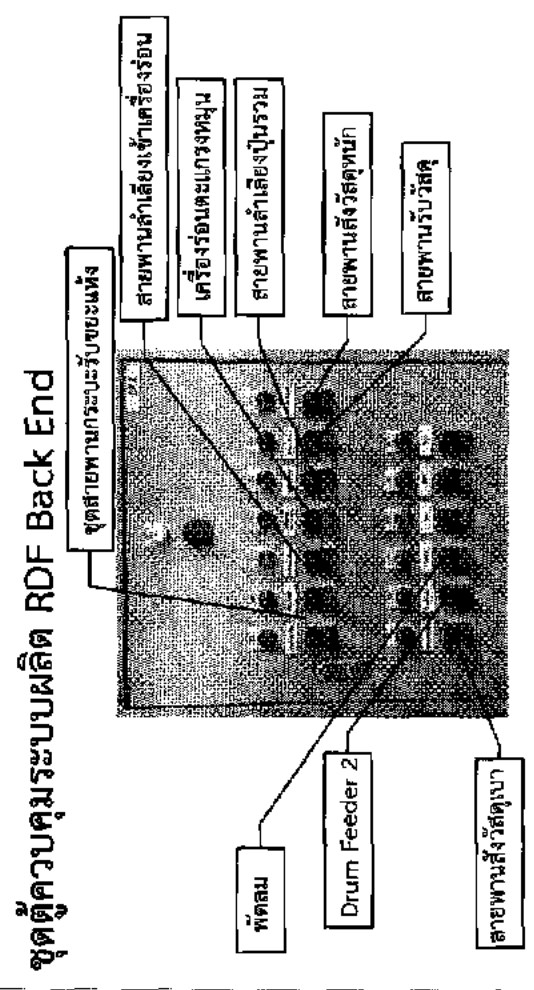 ชุดตู้ควบคุมระบบผลิต RDF Back End
ชุดสายพานกระบะรับขยะแห้ง
สายพานลำเลียงเข้าเครื่องร่อน
เครื่องร่อนตะแกรงหมุน
สายพานลำเลียงปุ๋ยรวม
สายพานส่งวัสดุหนัก
สายพานรับวัสดุ
พัดลม
Drum Feeder 2
สายพานส่งวัสดุเบา